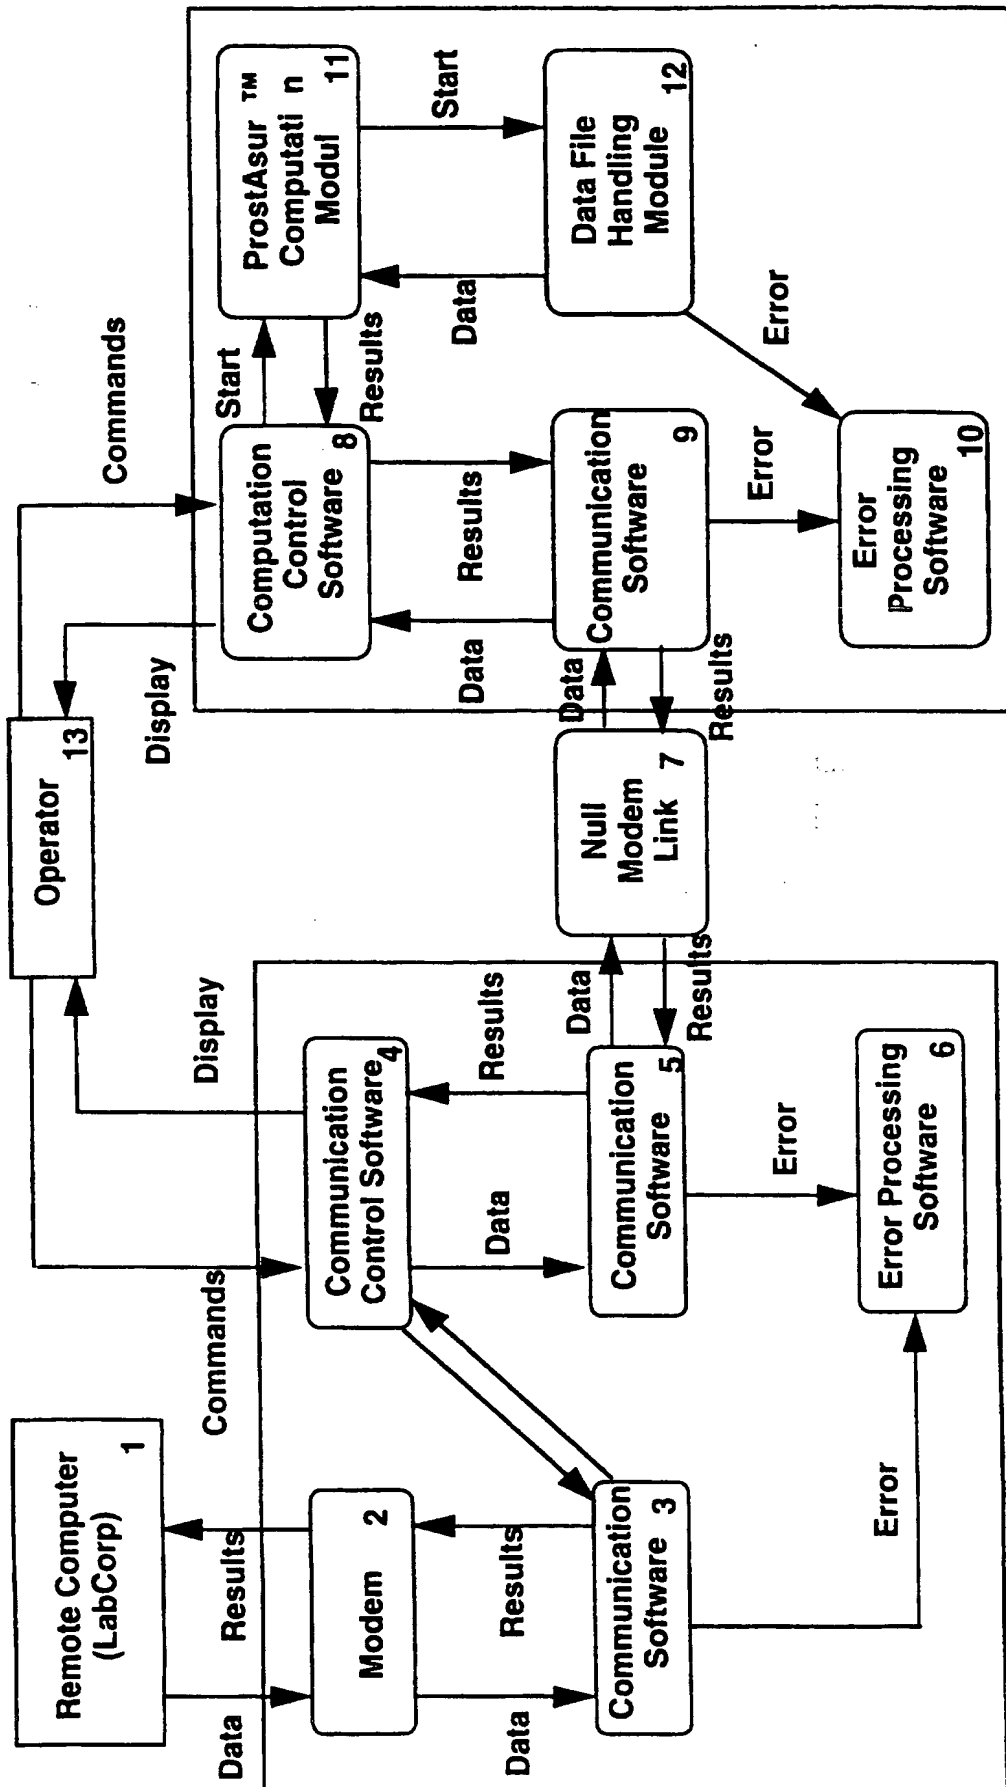 Remote Computer
(LabCorp)
1
Data
Results
Modem
2
Data
Results
Communication
Software
3
Error
Commands
Display
Communication
Control Software
4
Data
Results
Communication
Software
5
Error
Error Processing
Software
6
Data
Results
Null
Modem
Link
7
Data
Results
Operator
13
Display
Commands
Computation
Control
Software
8
Start
Results
Data
Results
Communication
Software
9
Error
Error
Processing
Software
10
ProstAsur ™
Computati n
Modul
11
Data
Start
Data File
Handling
Module
12
Error